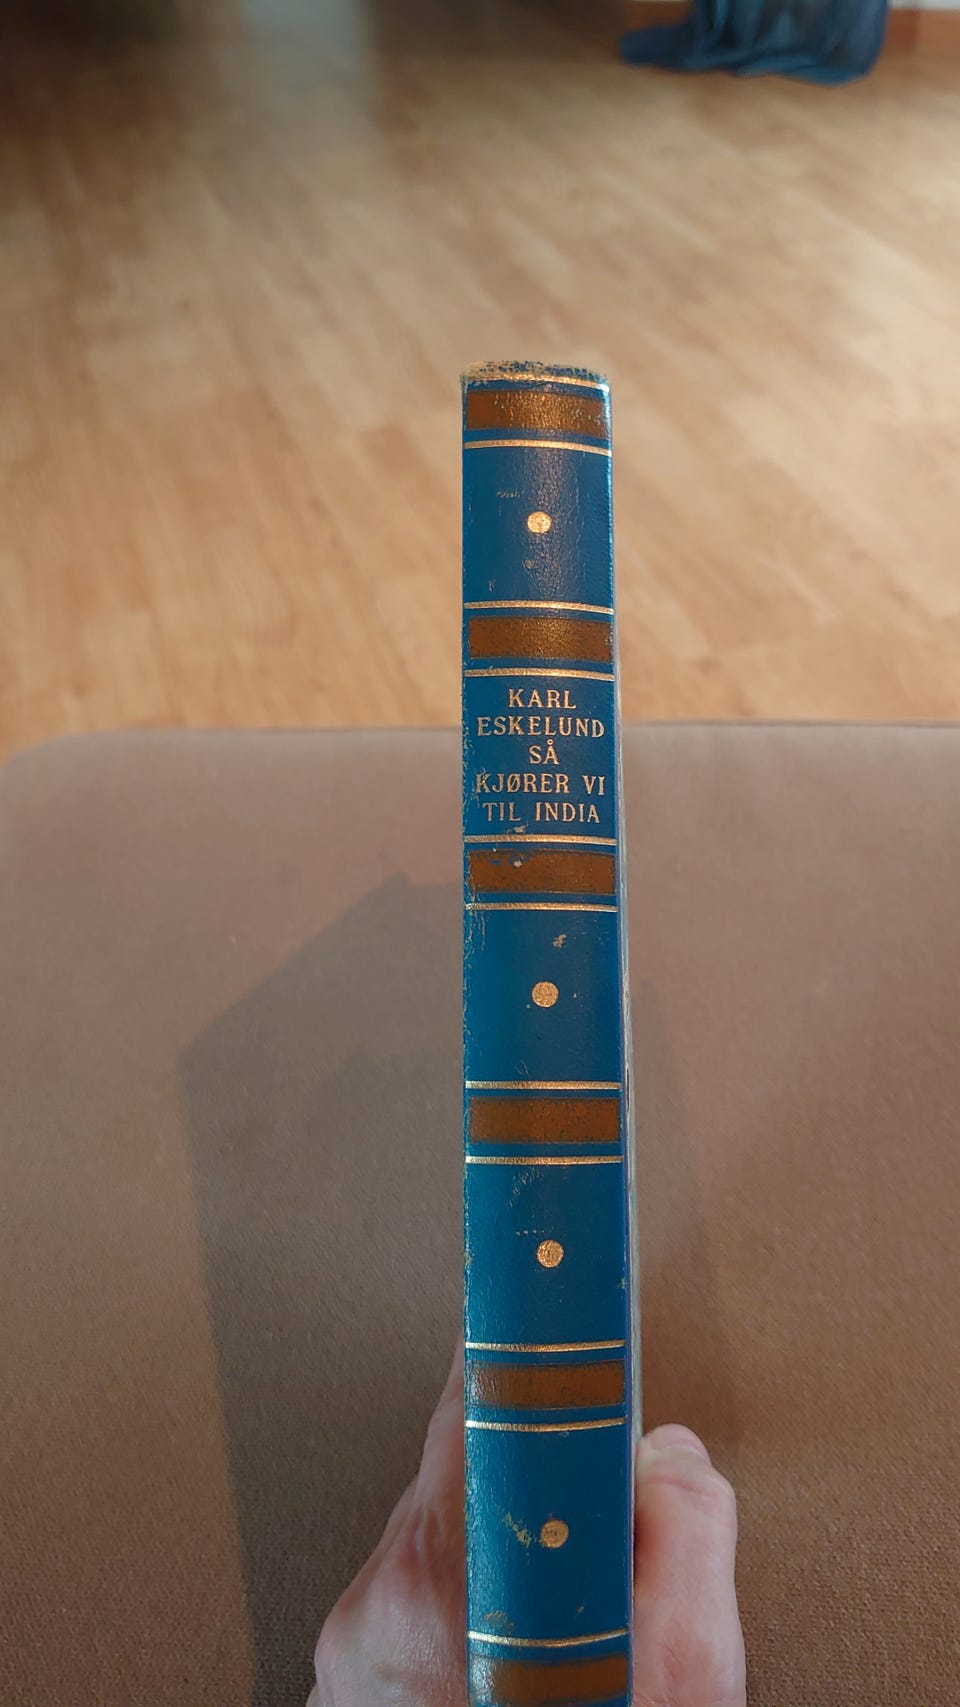 KARL
ESKELUND
SÅ
KJØRER VI
TIL INDIA